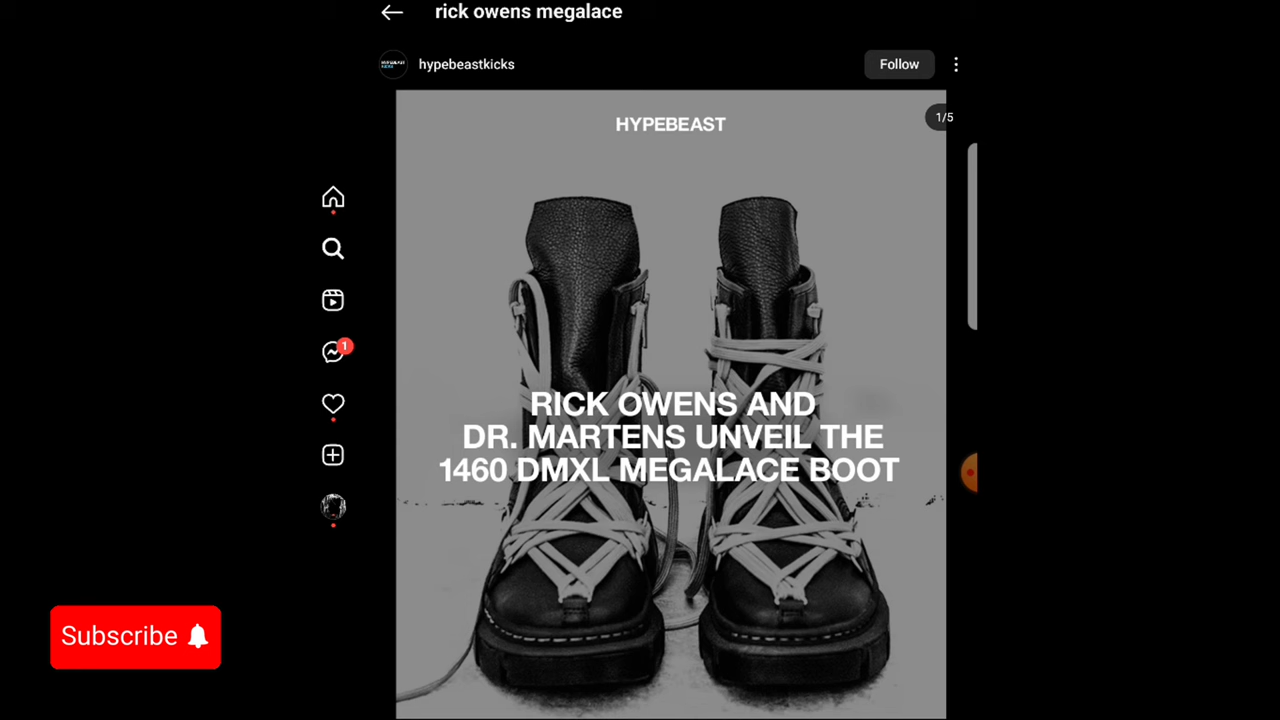 rick owens megalace
hypebeastkicks
Follow
HYPEBEAST
1/5
RICK OWENS AND
DR. MARTENS UNVEIL THE
1460 DMXL MEGALACE BOOT
1
Subscribe